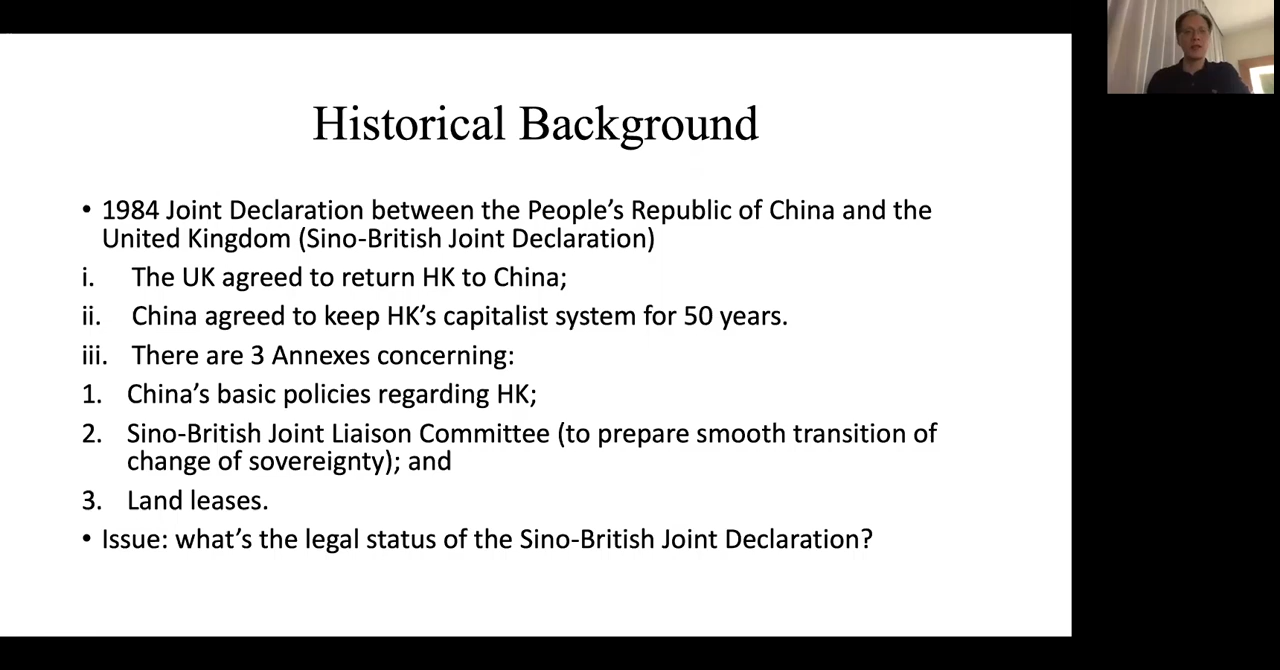 Historical Background
• 1984 Joint Declaration between the People’s Republic of China and the
United Kingdom (Sino-British Joint Declaration)
i. The UK agreed to return HK to China;
ii. China agreed to keep HK’s capitalist system for 50 years.
iii. There are 3 Annexes concerning:
1. China’s basic policies regarding HK;
2. Sino-British Joint Liaison Committee (to prepare smooth transition of
change of sovereignty); and
3. Land leases.
• Issue: what’s the legal status of the Sino-British Joint Declaration?